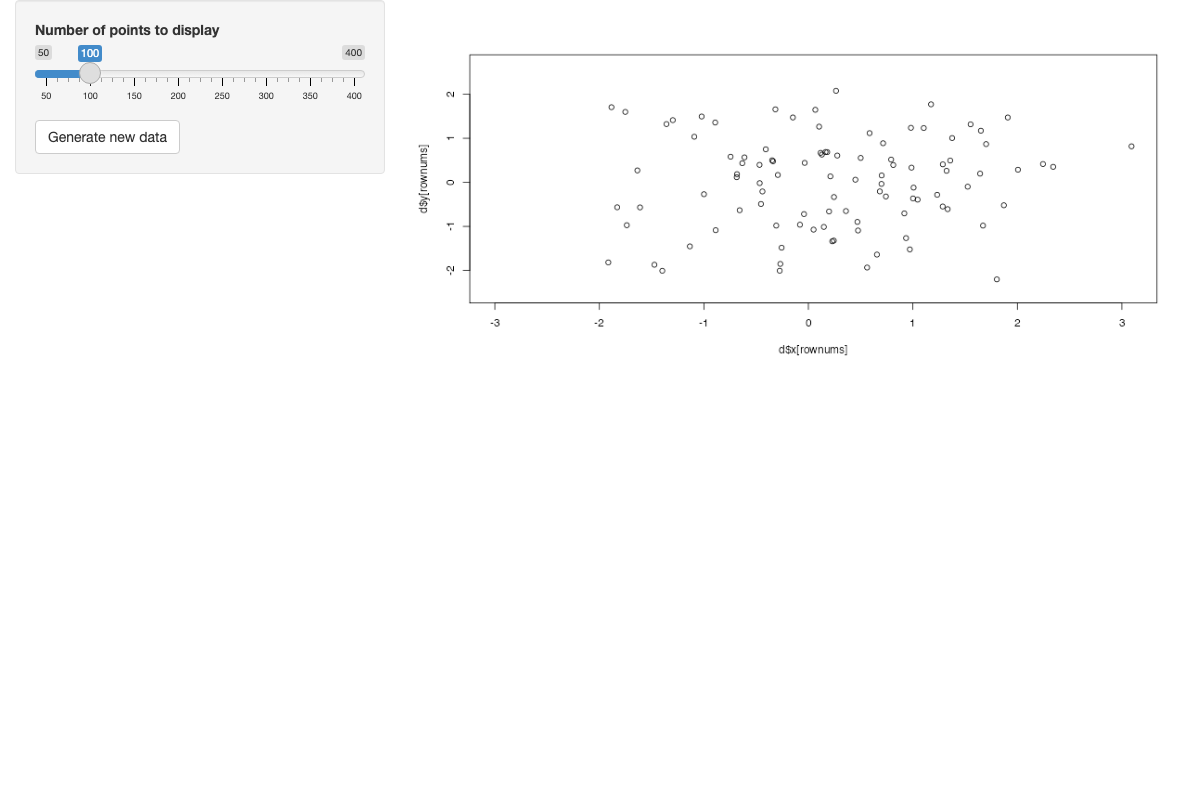 Number of points to display
50 100 400
50 100 150 200 250 300 350 400
Generate new data
d$y[rownums]
2
1
0
-1
-2
-3 -2 -1 0 1 2 3
d$x[rownums]